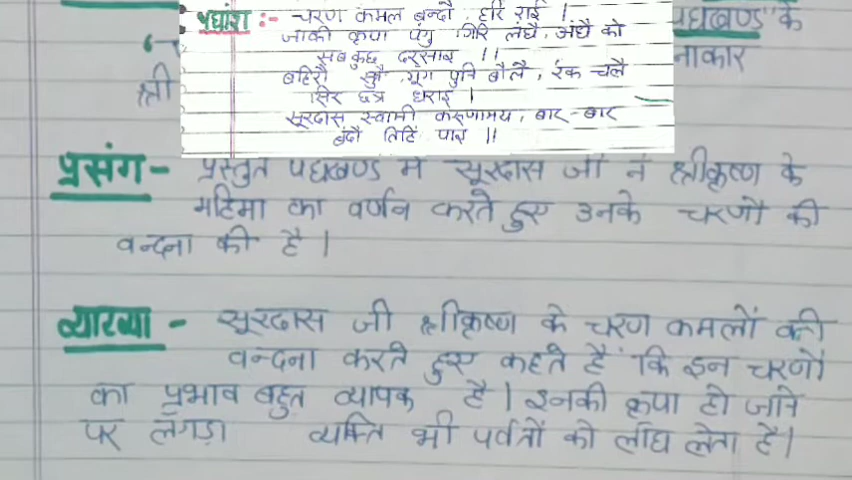 पद्यांश :- चरण कमल बन्दौ हरि राई ।
जाकी कृपा पंगु गिरि लंघै, अंधै को
सब कुछ दरसाइ ।।
बहिरौ सुनै मूग पुनि बौलै, रंक चलै
सिर छत्र धराइ ।
सूरदास स्वामी करुणामय, बार-बार
बंदौ तिहिं पाइ ।।
पद्यखण्ड" के
नाकार
श्री
प्रसंग - प्रस्तुत पद्यखण्ड में सूरदास जी ने श्रीकृष्ण के
महिमा का वर्णन करते हुए उनके चरणों की
वन्दना की है ।
व्याख्या - सूरदास जी श्रीकृष्ण के चरण कमलों की
वन्दना करते हुए कहते हैं कि इन चरणों
का प्रभाव बहुत व्यापक है । इनकी कृपा हो जाने
पर लंगड़ा व्यक्ति भी पर्वतों को लाँघ लेता है।